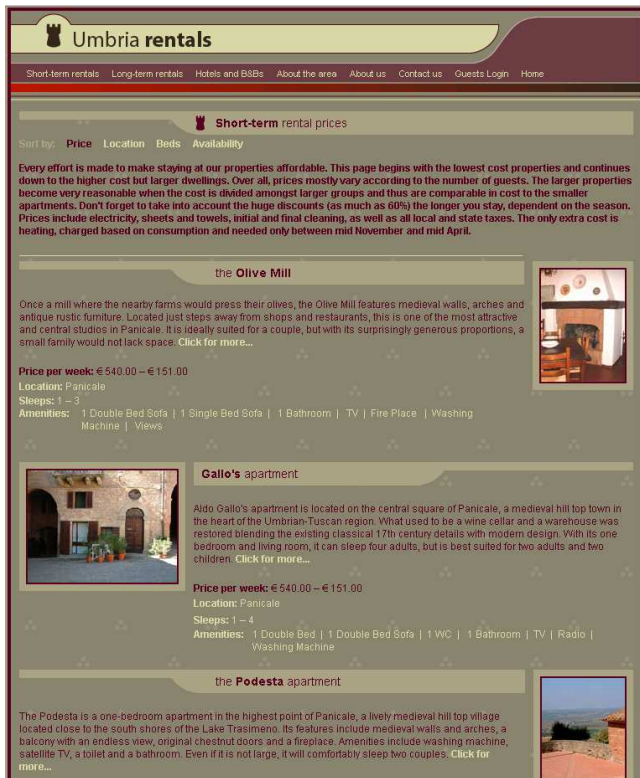 Umbria rentals
Short-term rentals Long-term rentals Hotels and B&Bs About the area About us Contact us Guests Login Home
Short-term rental prices
Sort by: Price Location Beds Availability
Every effort is made to make staying at our properties affordable. This page begins with the lowest cost properties and continues
down to the higher cost but larger dwellings. Over all, prices mostly vary according to the number of guests. The larger properties
become very reasonable when the cost is divided amongst larger groups and thus are comparable in cost to the smaller
apartments. Don't forget to take into account the huge discounts (as much as 60%) the longer you stay, dependent on the season.
Prices include electricity, sheets and towels, initial and final cleaning, as well as all local and state taxes. The only extra cost is
heating, charged based on consumption and needed only between mid November and mid April.
the Olive Mill
Once a mill where the nearby farms would press their olives, the Olive Mill features medieval walls, arches and
antique rustic furniture. Located just steps away from shops and restaurants, this is one of the most attractive
and central studios in Panicale. It is ideally suited for a couple, but with its surprisingly generous proportions, a
small family would not lack space. Click for more...
Price per week: € 540.00 – € 151.00
Location: Panicale
Sleeps: 1 – 3
Amenities: 1 Double Bed Sofa | 1 Single Bed Sofa | 1 Bathroom | TV | Fire Place | Washing
Machine | Views
Gallo's apartment
Aldo Gallo's apartment is located on the central square of Panicale, a medieval hill top town in
the heart of the Umbrian-Tuscan region. What used to be a wine cellar and a warehouse was
restored blending the existing classical 17th century details with modern design. With its one
bedroom and living room, it can sleep four adults, but is best suited for two adults and two
children. Click for more...
Price per week: € 540.00 – € 151.00
Location: Panicale
Sleeps: 1 – 4
Amenities: 1 Double Bed | 1 Double Bed Sofa | 1 WC | 1 Bathroom | TV | Radio |
Washing Machine
the Podesta apartment
The Podesta is a one-bedroom apartment in the highest point of Panicale, a lively medieval hill top village
located close to the south shores of the Lake Trasimeno. Its features include medieval walls and arches, a
balcony with an endless view, original chestnut doors and a fireplace. Amenities include washing machine,
satellite TV, a toilet and a bathroom. Even if it is not large, it will comfortably sleep two couples. Click for
more...